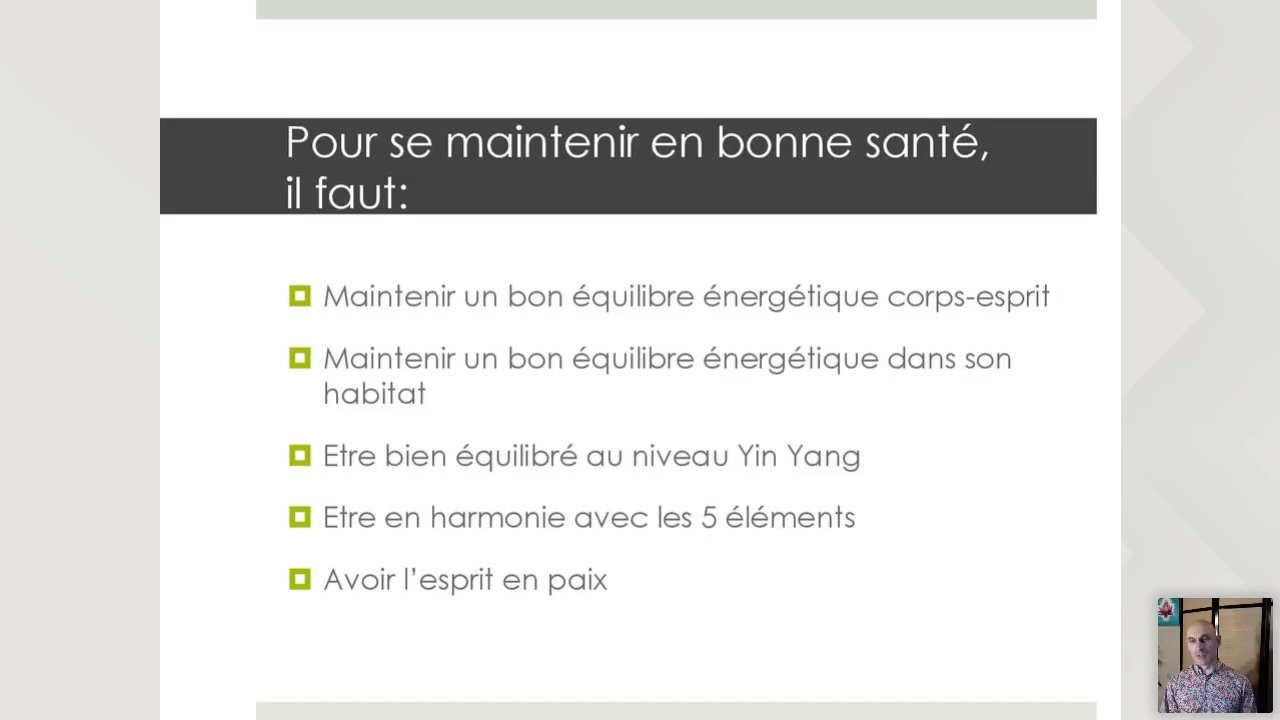 Pour se maintenir en bonne santé,
il faut:
Maintenir un bon équilibre énergétique corps-esprit
Maintenir un bon équilibre énergétique dans son
habitat
Etre bien équilibré au niveau Yin Yang
Etre en harmonie avec les 5 éléments
Avoir l’esprit en paix